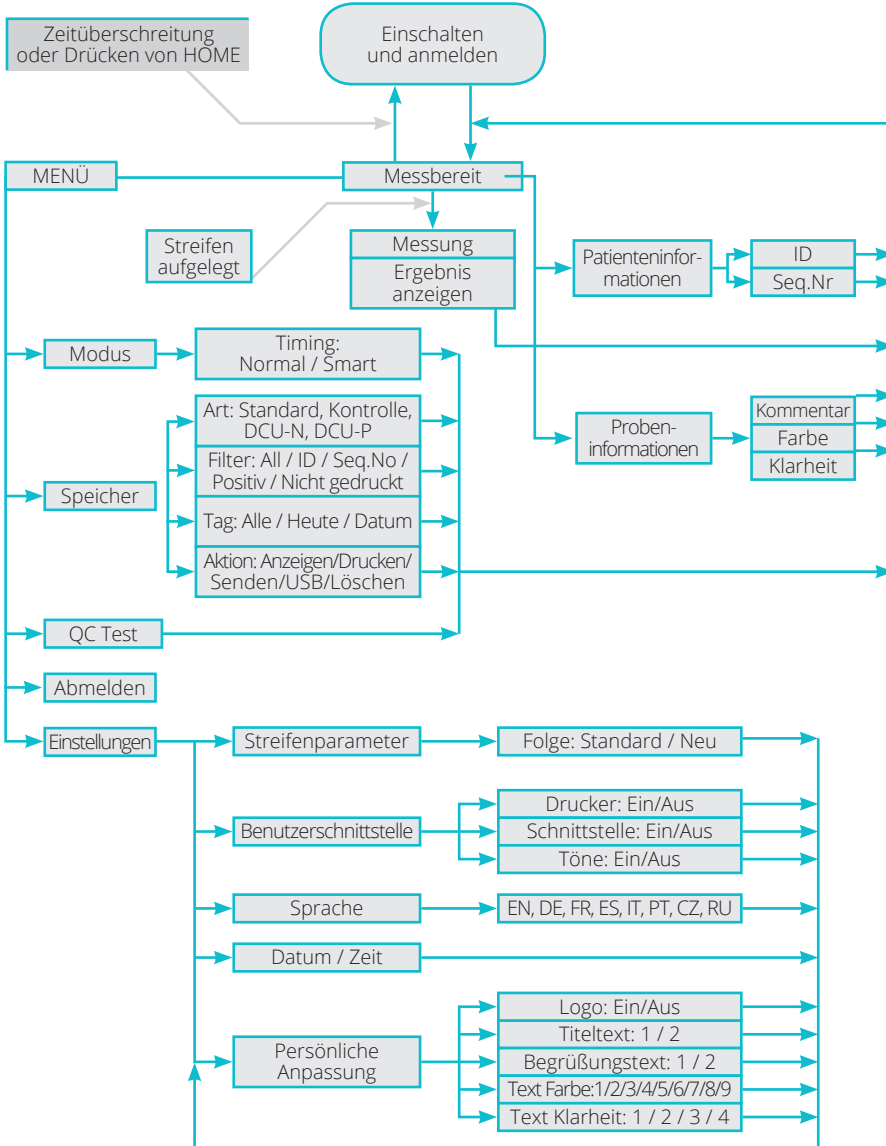 Zeitüberschreitung
oder Drücken von HOME
Einschalten
und anmelden
MENÜ
Messbereit
Streifen
aufgelegt
Messung
Ergebnis
anzeigen
Patienteninfor-
mationen
ID
Seq.Nr
Modus
Timing:
Normal / Smart
Proben-
informationen
Kommentar
Farbe
Klarheit
Speicher
Art: Standard, Kontrolle,
DCU-N, DCU-P
Filter: All / ID / Seq.No /
Positiv / Nicht gedruckt
Tag: Alle / Heute / Datum
Aktion: Anzeigen/Drucken/
Senden/USB/Löschen
QC Test
Abmelden
Einstellungen
Streifenparameter
Folge: Standard / Neu
Benutzerschnittstelle
Drucker: Ein/Aus
Schnittstelle: Ein/Aus
Töne: Ein/Aus
Sprache
EN, DE, FR, ES, IT, PT, CZ, RU
Datum / Zeit
Persönliche
Anpassung
Logo: Ein/Aus
Titeltext: 1 / 2
Begrüßungstext: 1 / 2
Text Farbe:1/2/3/4/5/6/7/8/9
Text Klarheit: 1 / 2 / 3 / 4